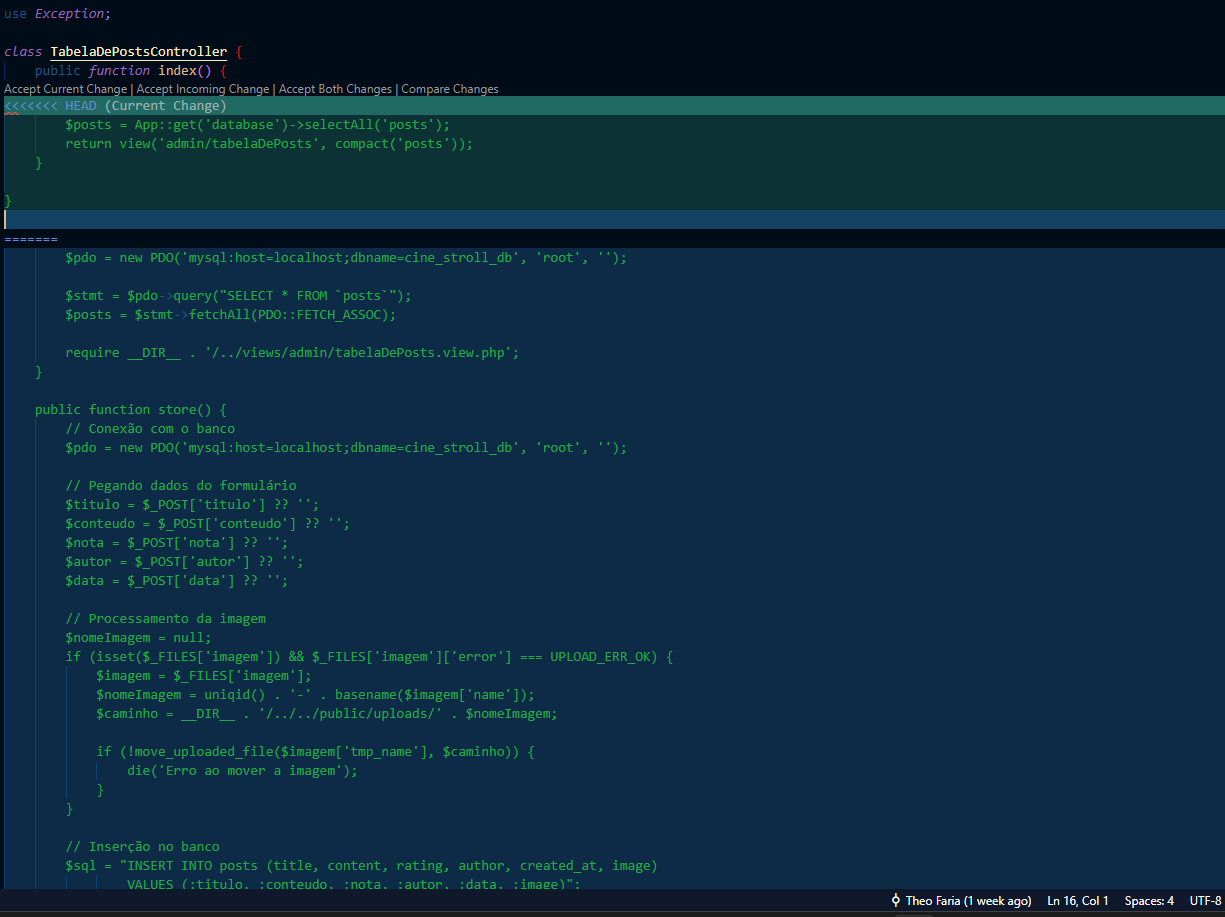 use Exception;
class TabelaDePostsController {
public function index() {
Accept Current Change | Accept Incoming Change | Accept Both Changes | Compare Changes
<<<<<<< HEAD (Current Change)
$posts = App::get('database')->selectAll('posts');
return view('admin/tabelaDePosts', compact('posts'));
}
}
=======
$pdo = new PDO('mysql:host=localhost;dbname=cine_stroll_db', 'root', '');
$stmt = $pdo->query("SELECT * FROM `posts`");
$posts = $stmt->fetchAll(PDO::FETCH_ASSOC);
require __DIR__ . '/../views/admin/tabelaDePosts.view.php';
}
public function store() {
// Conexão com o banco
$pdo = new PDO('mysql:host=localhost;dbname=cine_stroll_db', 'root', '');
// Pegando dados do formulário
$titulo = $_POST['titulo'] ?? '';
$conteudo = $_POST['conteudo'] ?? '';
$nota = $_POST['nota'] ?? '';
$autor = $_POST['autor'] ?? '';
$data = $_POST['data'] ?? '';
// Processamento da imagem
$nomeImagem = null;
if (isset($_FILES['imagem']) && $_FILES['imagem']['error'] === UPLOAD_ERR_OK) {
$imagem = $_FILES['imagem'];
$nomeImagem = uniqid() . '-' . basename($imagem['name']);
$caminho = __DIR__ . '/../../public/uploads/' . $nomeImagem;
if (!move_uploaded_file($imagem['tmp_name'], $caminho)) {
die('Erro ao mover a imagem');
}
}
// Inserção no banco
$sql = "INSERT INTO posts (title, content, rating, author, created_at, image)
VALUES (:titulo, :conteudo, :nota, :autor, :data, :image)";
Theo Faria (1 week ago) Ln 16, Col 1 Spaces: 4 UTF-8